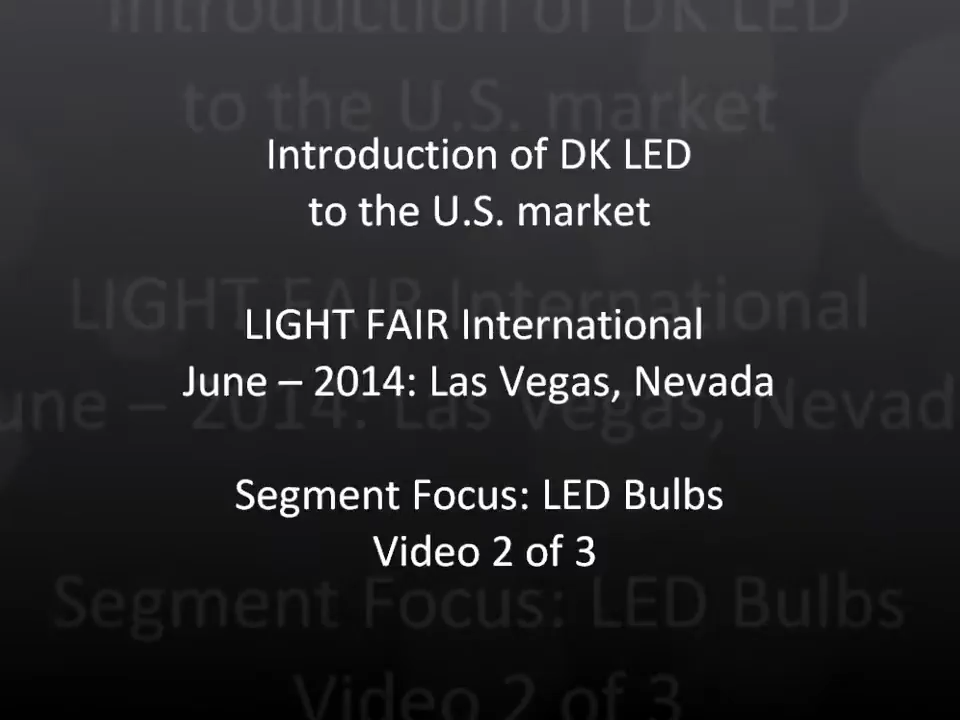 Introduction of DK LED
to the U.S. market
LIGHT FAIR International
June – 2014: Las Vegas, Nevada
Segment Focus: LED Bulbs
Video 2 of 3